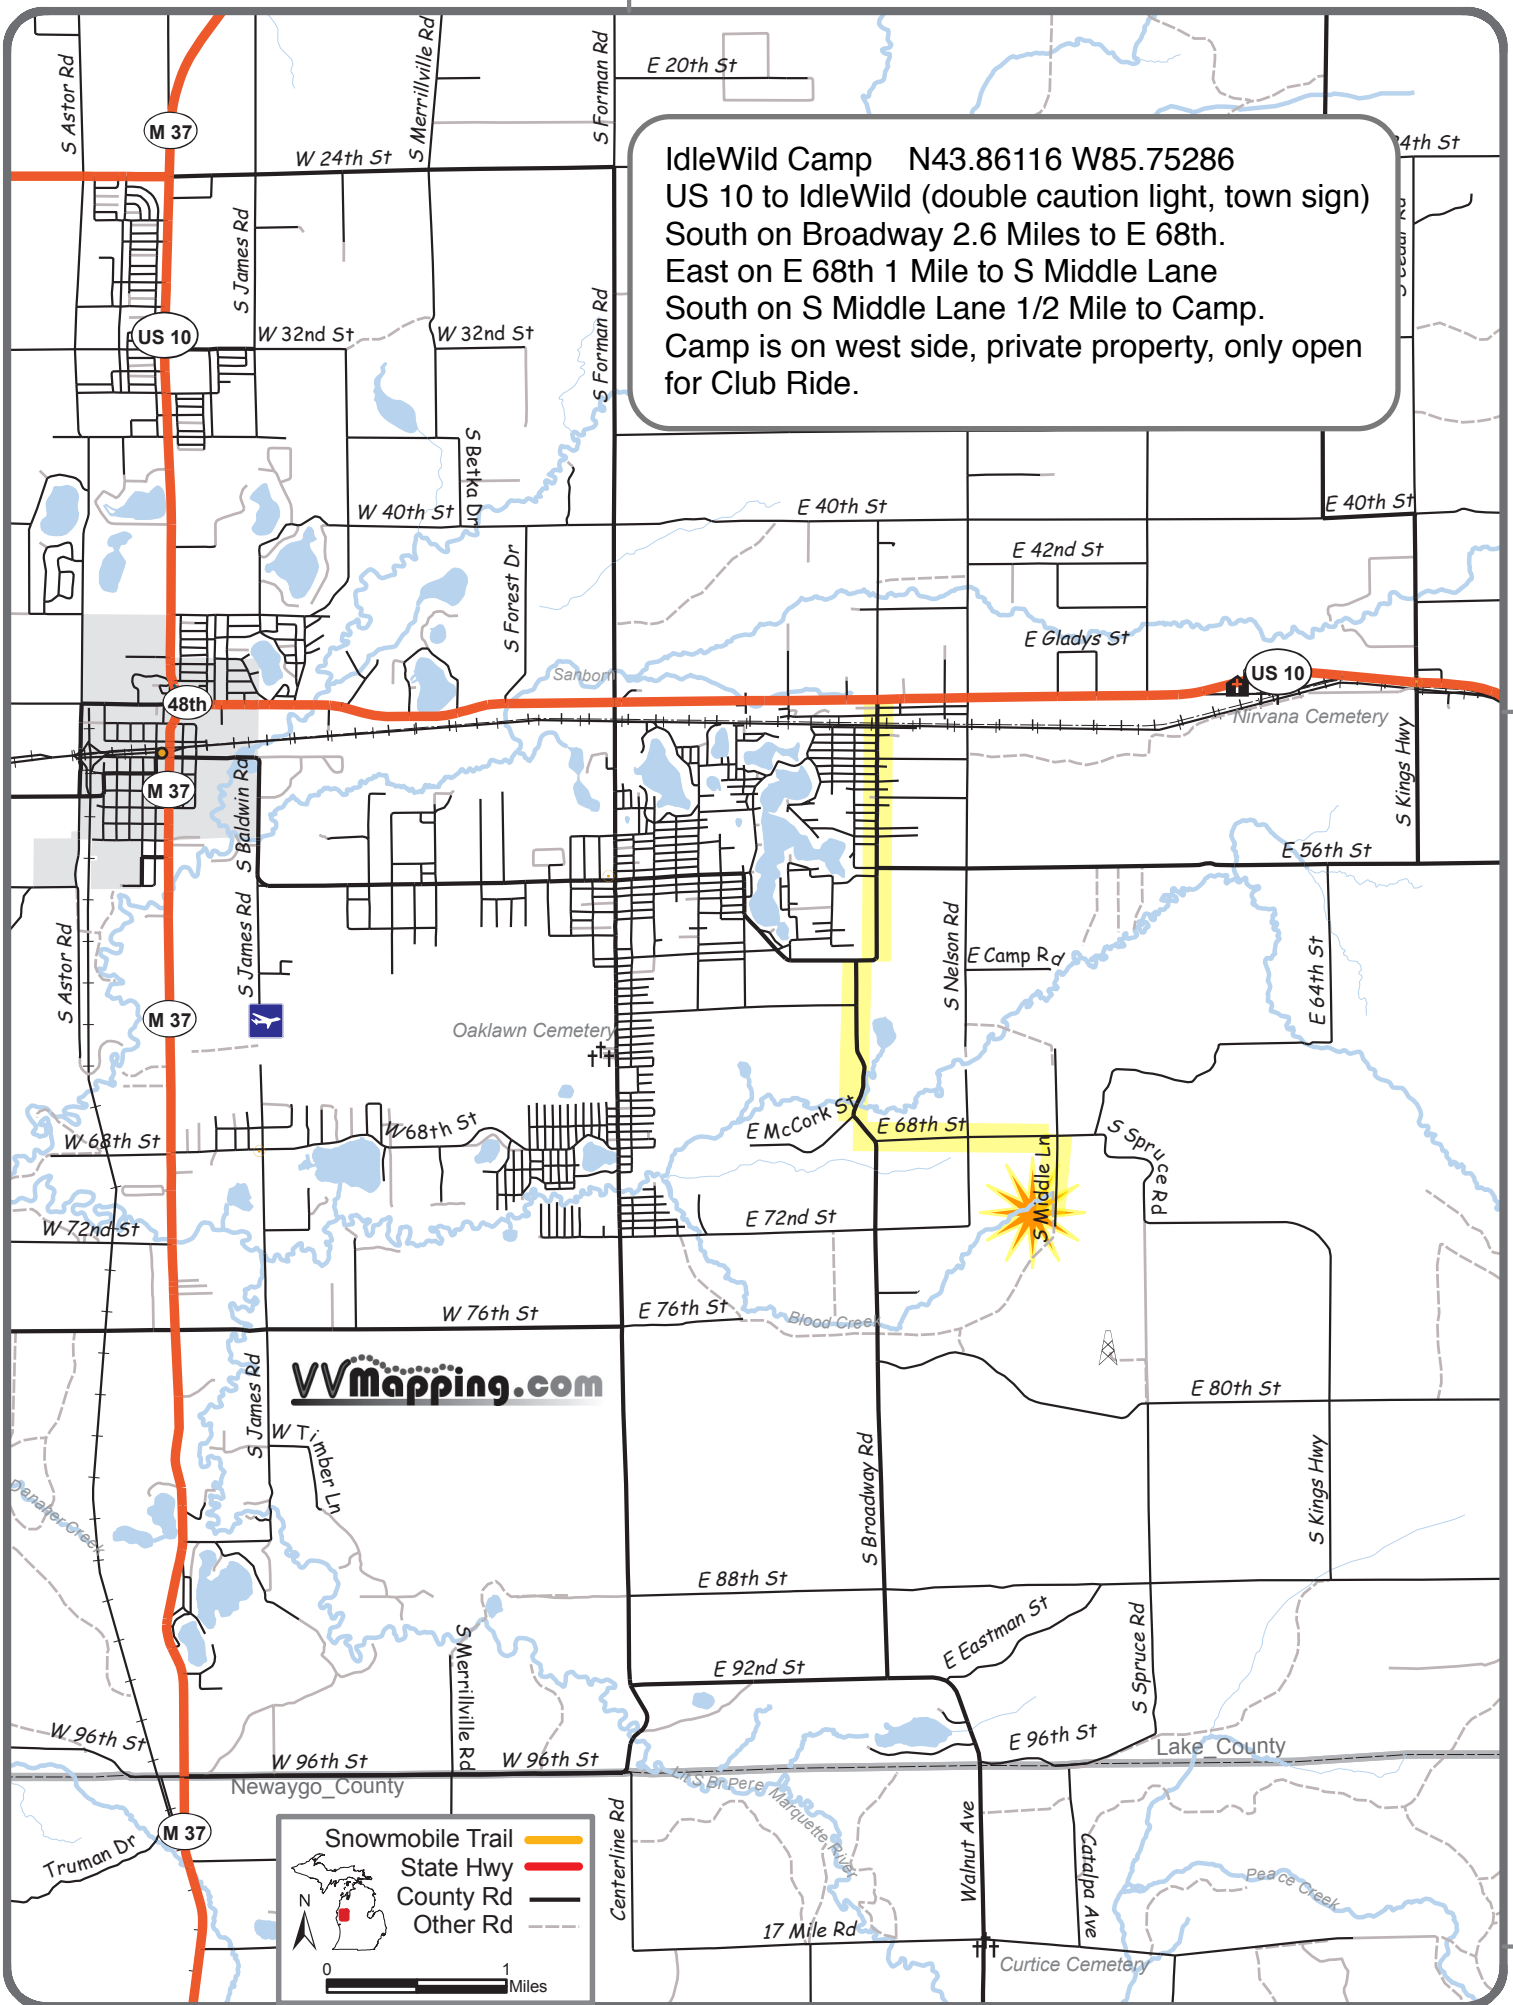 S Astor Rd
M 37
S Merrillville Rd
S Forman Rd
E 20th St
W 24th St
4th St
IdleWild Camp N43.86116 W85.75286
US 10 to IdleWild (double caution light, town sign)
South on Broadway 2.6 Miles to E 68th.
East on E 68th 1 Mile to S Middle Lane
South on S Middle Lane 1/2 Mile to Camp.
Camp is on west side, private property, only open
for Club Ride.
S James Rd
US 10
W 32nd St
W 32nd St
S Forman Rd
S Betka Dr
W 40th St
E 40th St
E 40th St
E 42nd St
S Forest Dr
E Gladys St
Sanborn
US 10
48th
Nirvana Cemetery
M 37
S Baldwin Rd
S Kings Hwy
E 56th St
S Astor Rd
S James Rd
S Nelson Rd
E Camp Rd
E 64th St
M 37
Oaklawn Cemetery
W 68th St
W 68th St
E McCork St
E 68th St
S Spruce Rd
S Middle Ln
W 72nd St
E 72nd St
W 76th St
E 76th St
Blood Creek
VVMapping.com
S James Rd
E 80th St
W Timber Ln
S Broadway Rd
S Kings Hwy
Danaher Creek
E 88th St
E Eastman St
S Merrillville Rd
E 92nd St
S Spruce Rd
W 96th St
W 96th St
W 96th St
E 96th St
Lake_County
Newaygo_County
Ltl S Br Pere Marquette River
M 37
Truman Dr
Centerline Rd
Walnut Ave
Catalpa Ave
Peace Creek
17 Mile Rd
Curtice Cemetery
Snowmobile Trail
State Hwy
County Rd
Other Rd
N
0 1
Miles